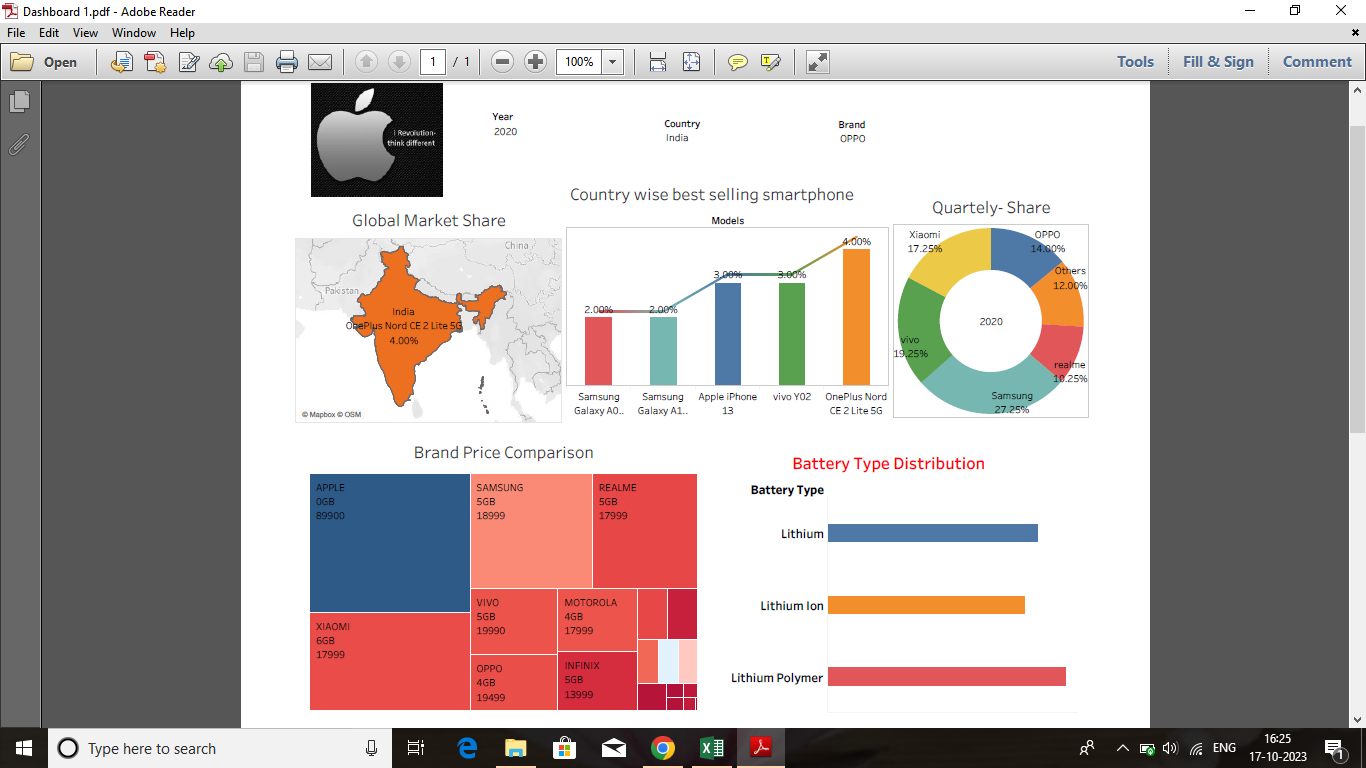 Dashboard 1.pdf - Adobe Reader
File Edit View Window Help
Open
1 / 1
100%
Tools
Fill & Sign
Comment
i Revolution-
think different
Year
2020
Country
India
Brand
OPPO
Global Market Share
China
Pakistan
India
OnePlus Nord CE 2 Lite 5G
4.00%
© Mapbox © OSM
Country wise best selling smartphone
Models
2.00%
2.00%
3.00%
3.00%
4.00%
Samsung
Galaxy A0..
Samsung
Galaxy A1..
Apple iPhone
13
vivo Y02
OnePlus Nord
CE 2 Lite 5G
Quartely- Share
Xiaomi
17.25%
OPPO
14.00%
Others
12.00%
2020
vivo
19.25%
realme
10.25%
Samsung
27.25%
Brand Price Comparison
APPLE
0GB
89900
SAMSUNG
5GB
18999
REALME
5GB
17999
XIAOMI
6GB
17999
VIVO
5GB
19990
MOTOROLA
4GB
17999
OPPO
4GB
19499
INFINIX
5GB
13999
Battery Type Distribution
Battery Type
Lithium
Lithium Ion
Lithium Polymer
Type here to search
ENG
16:25
17-10-2023
1